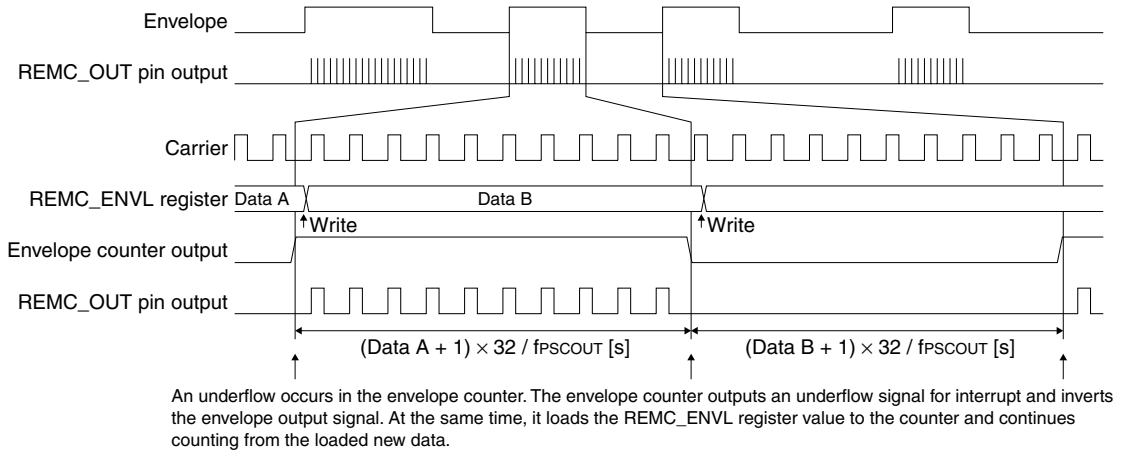 Envelope
REMC_OUT pin output
Carrier
REMC_ENVL register Data A Data B
Write Write
Envelope counter output
REMC_OUT pin output
(Data A + 1) × 32 / fPSCOUT [s] (Data B + 1) × 32 / fPSCOUT [s]
An underflow occurs in the envelope counter. The envelope counter outputs an underflow signal for interrupt and inverts
the envelope output signal. At the same time, it loads the REMC_ENVL register value to the counter and continues
counting from the loaded new data.